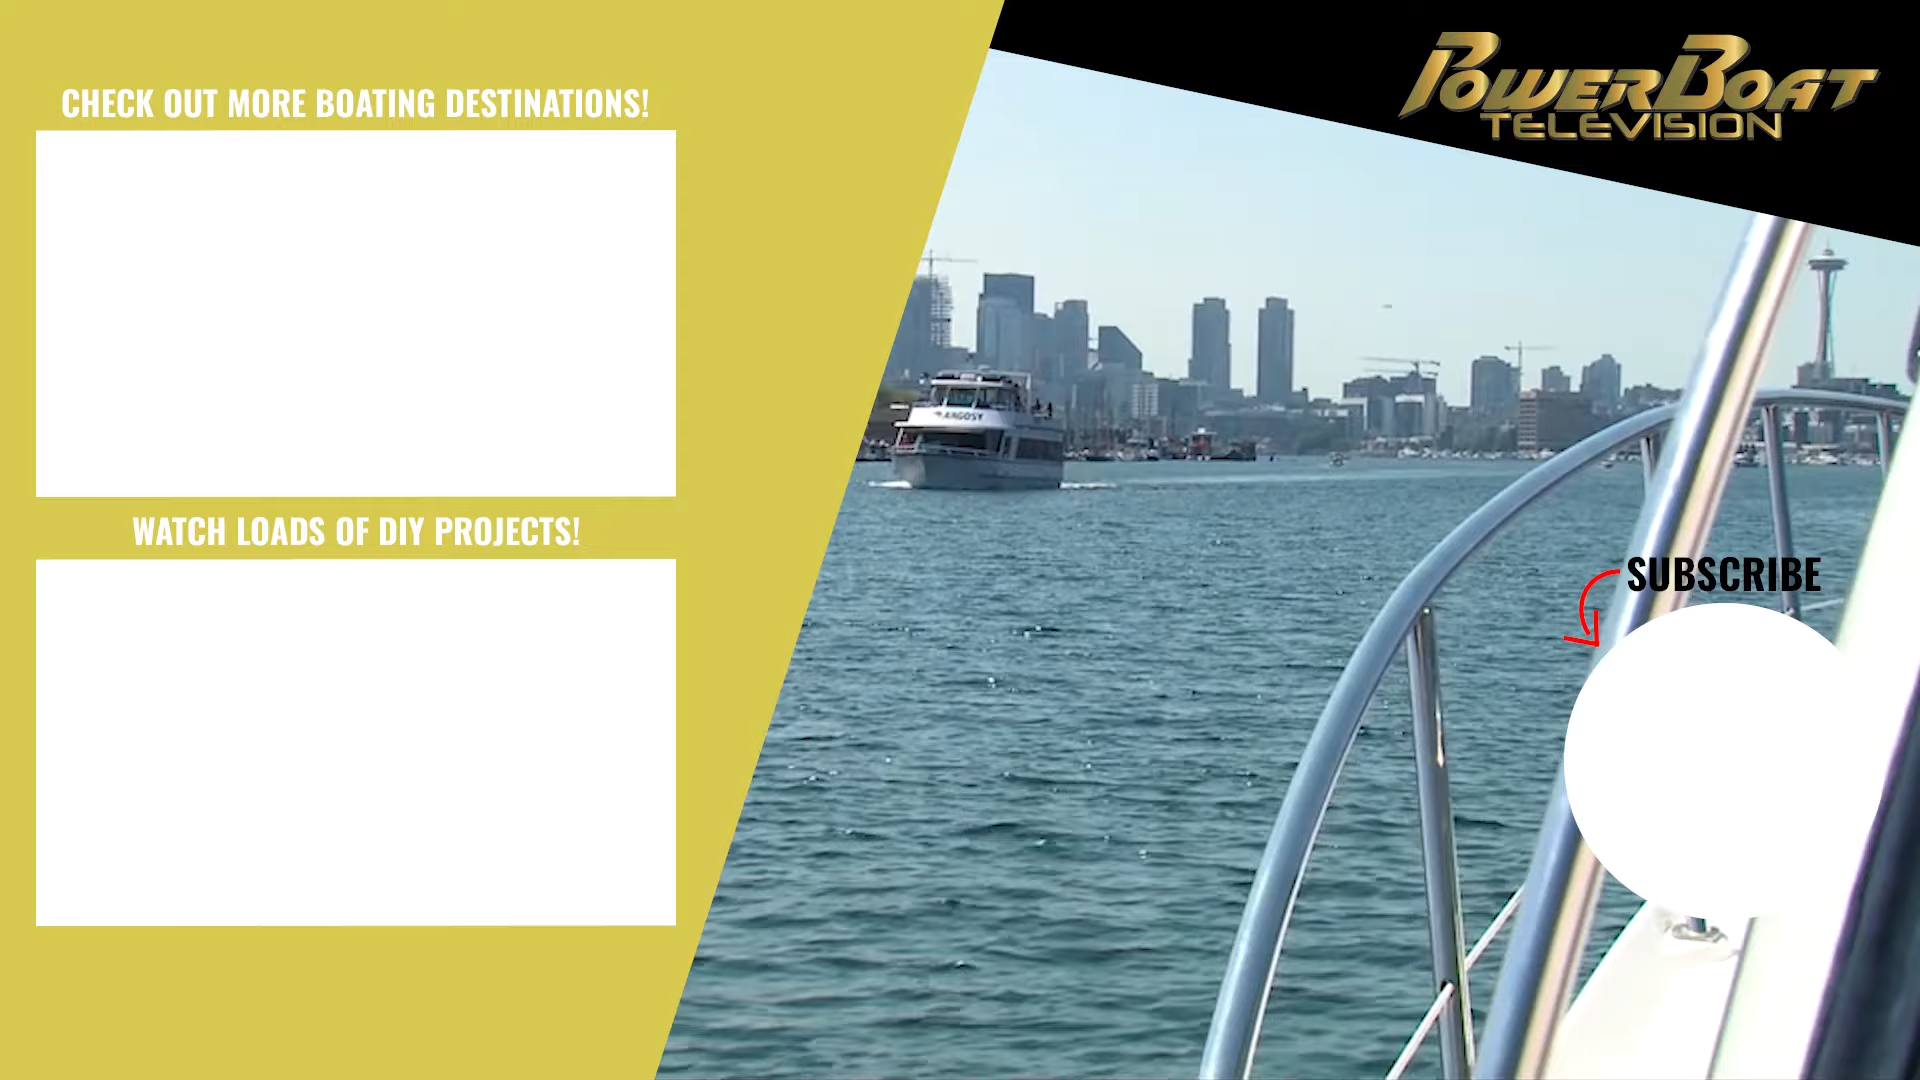 CHECK OUT MORE BOATING DESTINATIONS!
WATCH LOADS OF DIY PROJECTS!
POWERBOAT
TELEVISION
ARGOSY
SUBSCRIBE